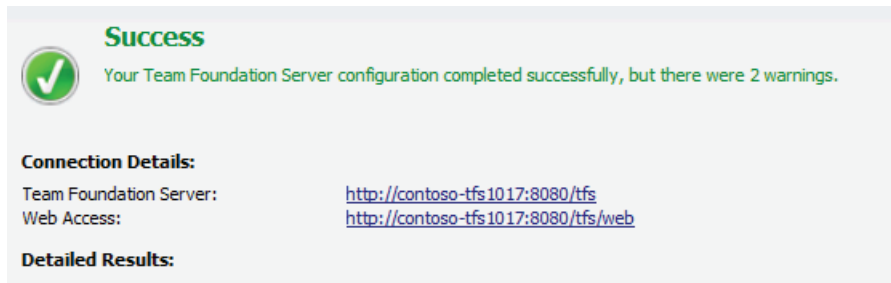 Success
Your Team Foundation Server configuration completed successfully, but there were 2 warnings.
Connection Details:
Team Foundation Server: http://contoso-tfs1017:8080/tfs
Web Access: http://contoso-tfs1017:8080/tfs/web
Detailed Results: